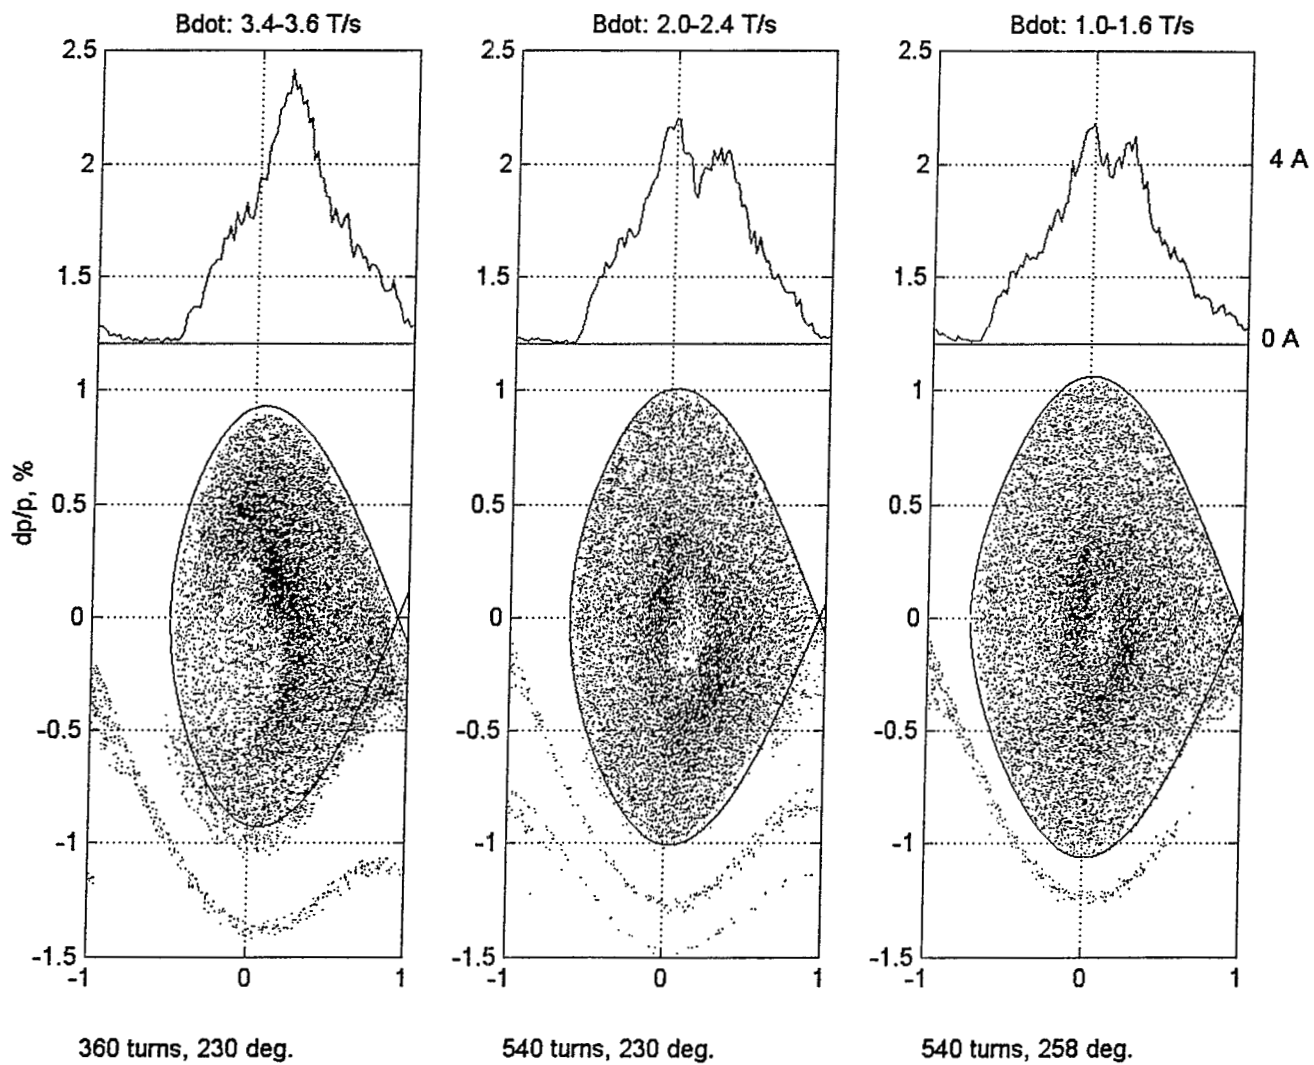 Bdot: 3.4-3.6 T/s Bdot: 2.0-2.4 T/s Bdot: 1.0-1.6 T/s
2.5 2.5 2.5
2 2 2 4 A
1.5 1.5 1.5
0 A
1 1 1
dp/p, %
0.5 0.5 0.5
0 0 0
-0.5 -0.5 -0.5
-1 -1 -1
-1.5 -1.5 -1.5
-1 0 1 -1 0 1 -1 0 1
360 turns, 230 deg. 540 turns, 230 deg. 540 turns, 258 deg.